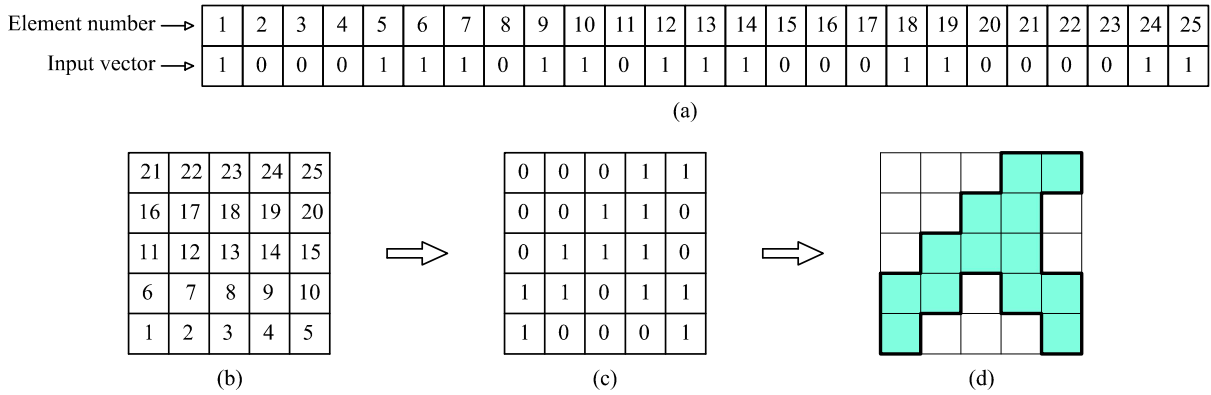 Element number 1 2 3 4 5 6 7 8 9 10 11 12 13 14 15 16 17 18 19 20 21 22 23 24 25
Input vector 1 0 0 0 1 1 1 0 1 1 0 1 1 1 0 0 0 1 1 0 0 0 0 1 1
(a)
21 22 23 24 25
16 17 18 19 20
11 12 13 14 15
6 7 8 9 10
1 2 3 4 5
(b)
0 0 0 1 1
0 0 1 1 0
0 1 1 1 0
1 1 0 1 1
1 0 0 0 1
(c)
(d)